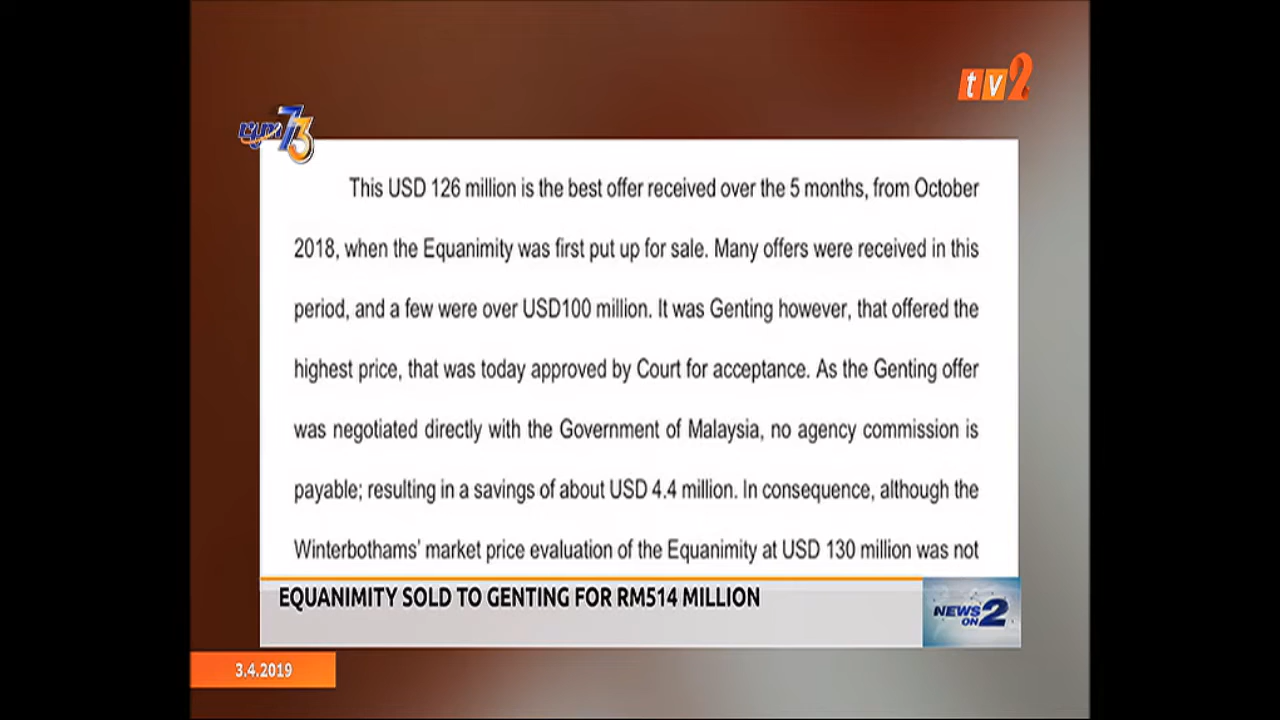 tv2
73
This USD 126 million is the best offer received over the 5 months, from October
2018, when the Equanimity was first put up for sale. Many offers were received in this
period, and a few were over USD100 million. It was Genting however, that offered the
highest price, that was today approved by Court for acceptance. As the Genting offer
was negotiated directly with the Government of Malaysia, no agency commission is
payable; resulting in a savings of about USD 4.4 million. In consequence, although the
Winterbothams' market price evaluation of the Equanimity at USD 130 million was not
EQUANIMITY SOLD TO GENTING FOR RM514 MILLION
NEWS
ON 2
3.4.2019